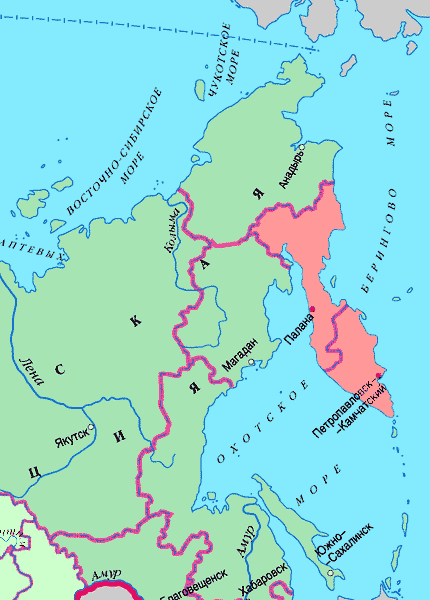 ЧУКОТСКОЕ
МОРЕ
ВОСТОЧНО-СИБИРСКОЕ
МОРЕ
АПТЕВЫХ
БЕРИНГОВО МОРЕ
Анадырь
Колыма
Я
А
К
С
Я
И
Ц
Лена
Палана
Магадан
Петропавловск-
-Камчатский
Якутск
ОХОТСКОЕ
МОРЕ
Амур
Южно-
-Сахалинск
Амур
Благовещенск
Хабаровск